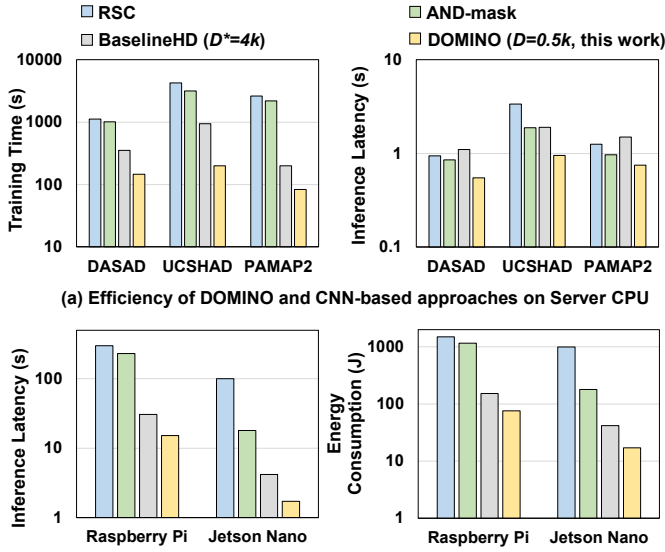 RSC
AND-mask
BaselineHD (D*=4k)
DOMINO (D=0.5k, this work)
Training Time (s)
10000
1000
100
10
DASAD UCSHAD PAMAP2
Inference Latency (s)
10
1
0.1
DASAD UCSHAD PAMAP2
(a) Efficiency of DOMINO and CNN-based approaches on Server CPU
Inference Latency (s)
100
10
1
Raspberry Pi Jetson Nano
Energy
Consumption (J)
1000
100
10
1
Raspberry Pi Jetson Nano